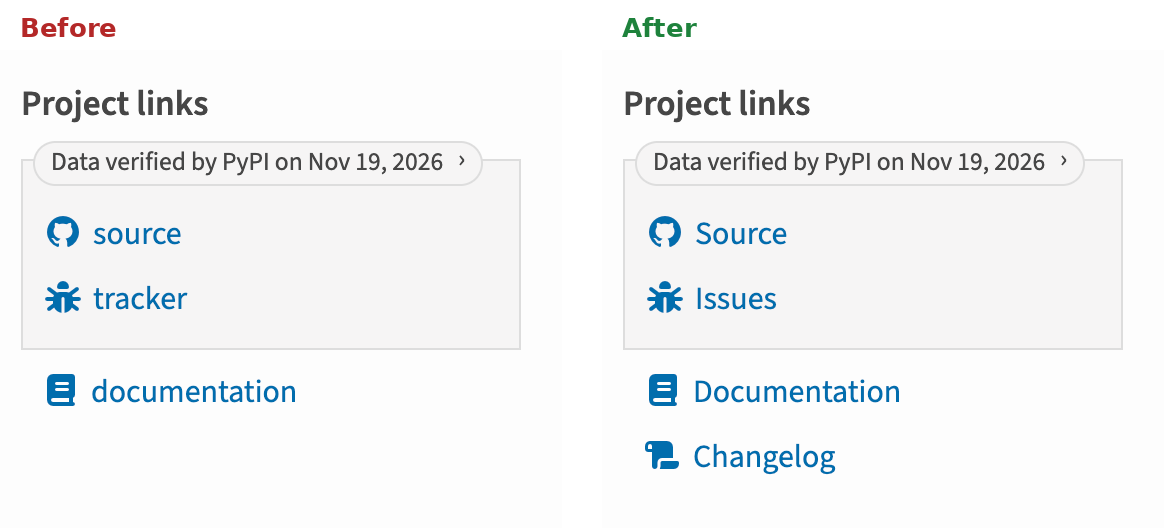 Before
Project links
Data verified by PyPI on Nov 19, 2026 ›
source
tracker
documentation
After
Project links
Data verified by PyPI on Nov 19, 2026 ›
Source
Issues
Documentation
Changelog